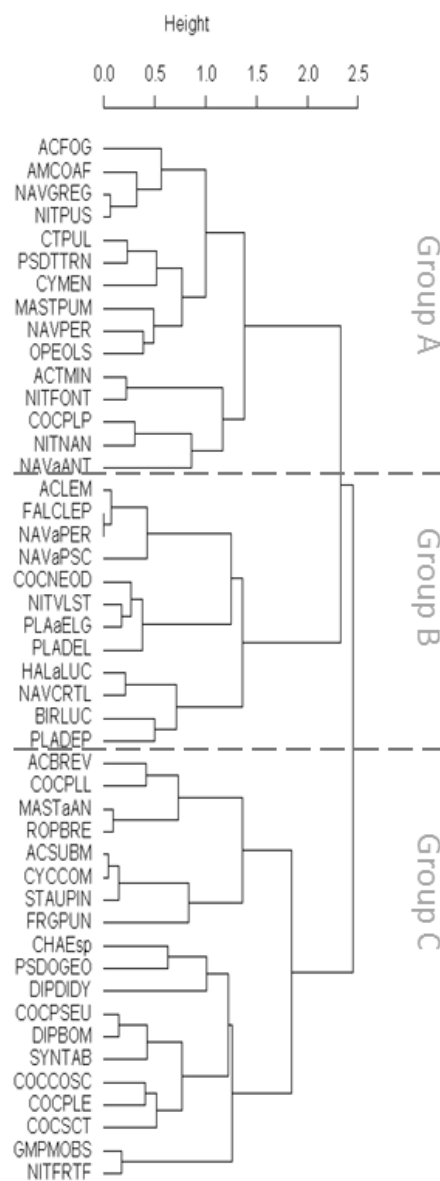 Height
0.0 0.5 1.0 1.5 2.0 2.5
ACFOG
AMCOAF
NAVGREG
NITPUS
CTPUL
PSDTTRN
CYMEN
MASTPUM
NAVPER
OPEOLS
ACTMIN
NITFONT
COCPLP
NITNAN
NAVaANT
Group A
ACLEM
FALCLEP
NAVaPER
NAVaPSC
COCNEOD
NITVLST
PLAaELG
PLADEL
HALaLUC
NAVCRTL
BIRLUC
PLADEP
Group B
ACBREV
COCPLL
MASTaAN
ROPBRE
ACSUBM
CYCCOM
STAUPIN
FRGPUN
CHAEsp
PSDOGEO
DIPDIDY
COCPSEU
DIPBOM
SYNTAB
COCCOSC
COCPLE
COCSCT
GMPMOBS
NITFRTF
Group C